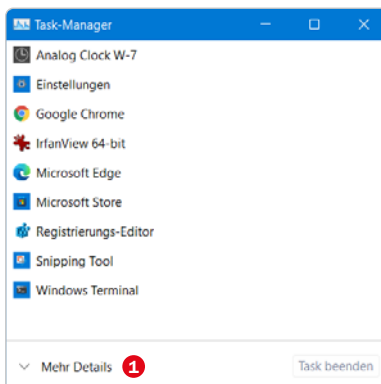 Task-Manager
Analog Clock W-7
Einstellungen
Google Chrome
IrfanView 64-bit
Microsoft Edge
Microsoft Store
Registrierungs-Editor
Snipping Tool
Windows Terminal
Mehr Details 1 Task beenden